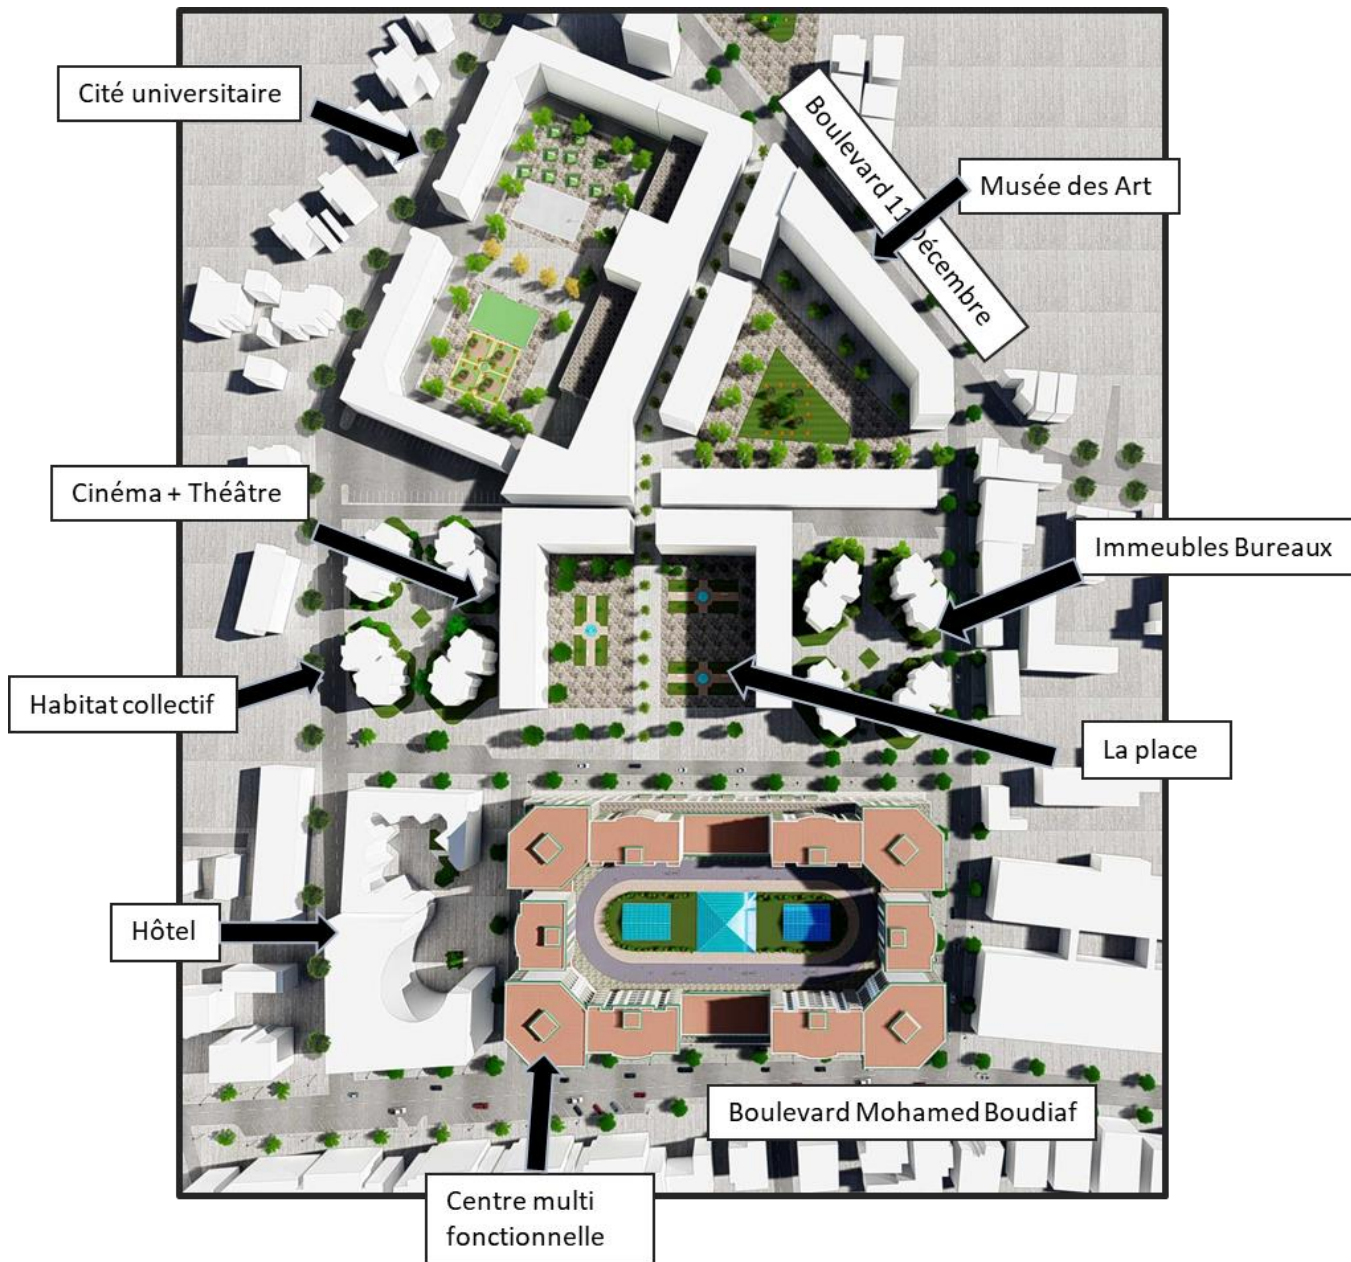 Cité universitaire
Boulevard 11 Décembre
Musée des Art
Cinéma + Théâtre
Immeubles Bureaux
Habitat collectif
La place
Hôtel
Boulevard Mohamed Boudiaf
Centre multi
fonctionnelle